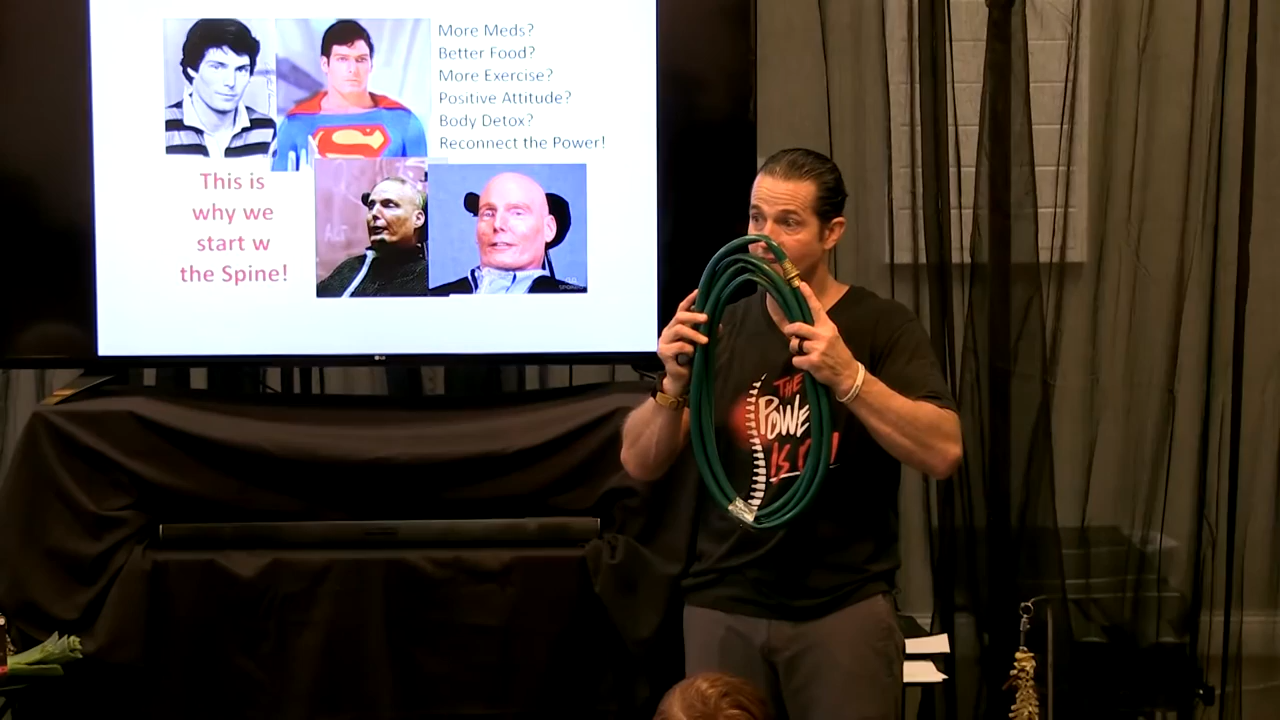 More Meds?
Better Food?
More Exercise?
Positive Attitude?
Body Detox?
Reconnect the Power!
This is
why we
start w
the Spine!
LG
THE
POWE
IS